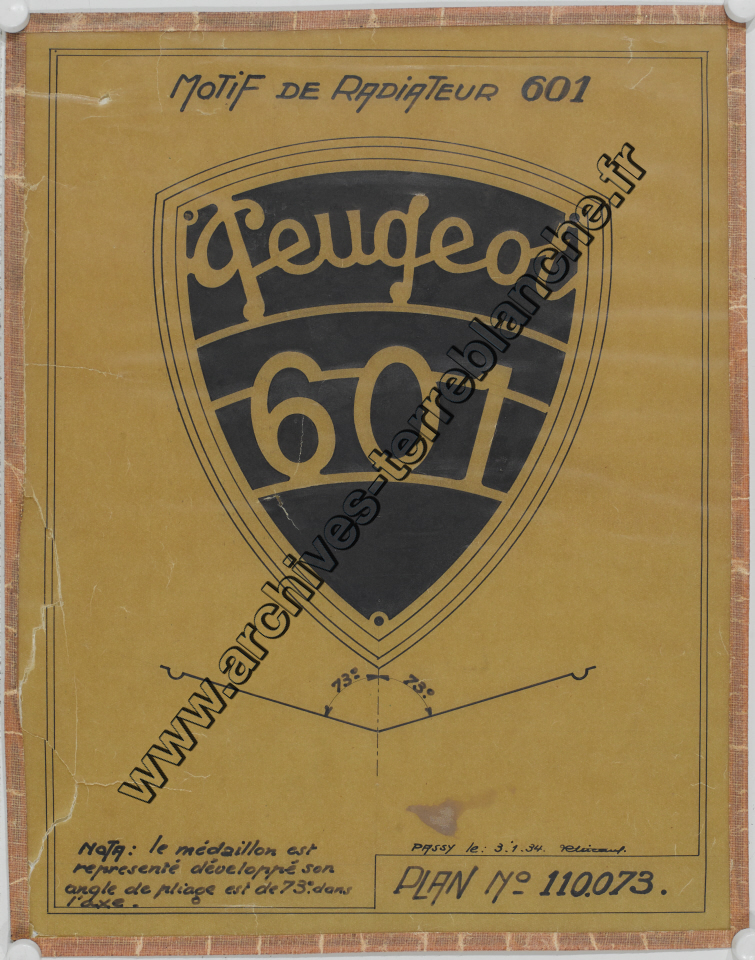 MOTIF DE RADIATEUR 601
Peugeot
601
www.archives-terreblanche.fr
73°
73°
NOTA: le médaillon est
representé développé son
angle de pliage est de 73° dans
l'axe.
PASSY le: 3.1.34.
PLAN No 110.073.